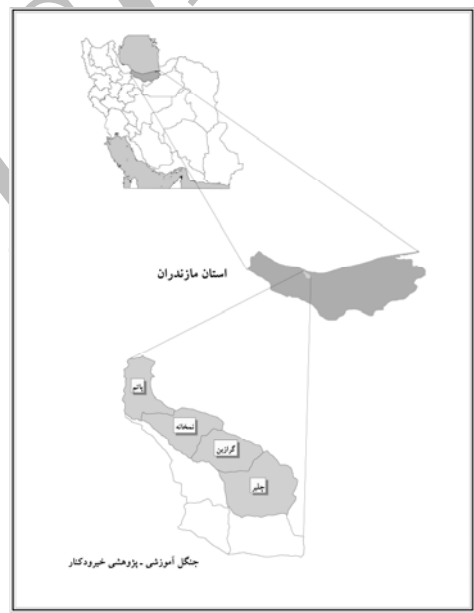 استان مازندران
پاتم
نمخانه
گرازبن
چلیر
جنگل آموزشی - پژوهشی خیرودکنار